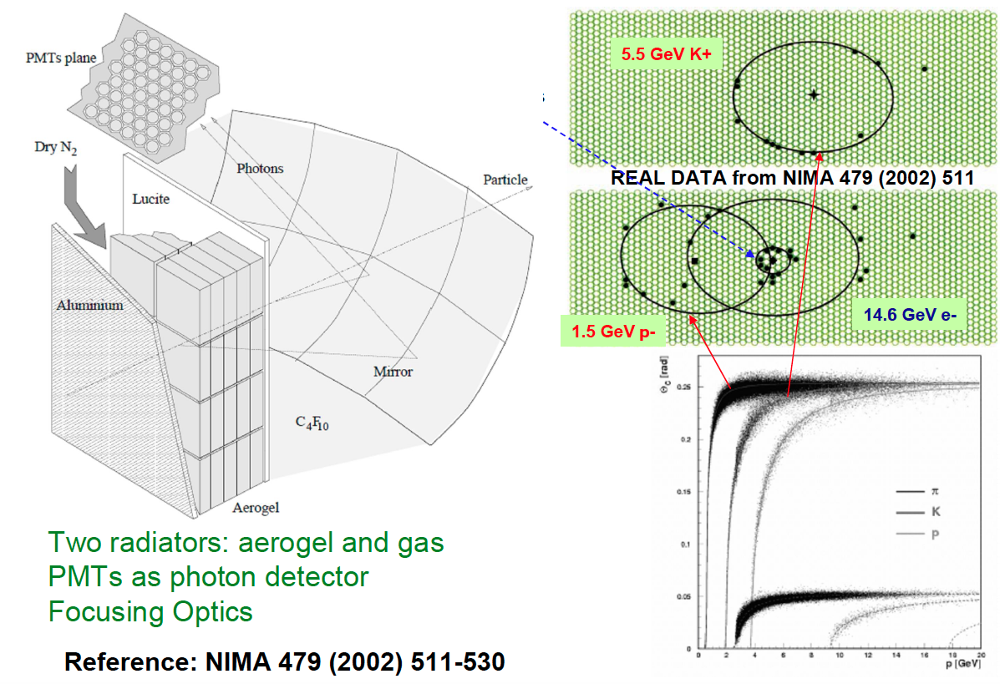 PMTs plane
Dry N2
Photons
Particle
Lucite
Aluminium
Mirror
C4F10
Aerogel
Two radiators: aerogel and gas
PMTs as photon detector
Focusing Optics
Reference: NIMA 479 (2002) 511-530
5.5 GeV K+
REAL DATA from NIMA 479 (2002) 511
1.5 GeV p-
14.6 GeV e-
ΘC [rad]
0.25
0.2
0.15
0.1
0.05
0
π
K
p
0 2 4 6 8 10 12 14 16 18 20
p [GeV]